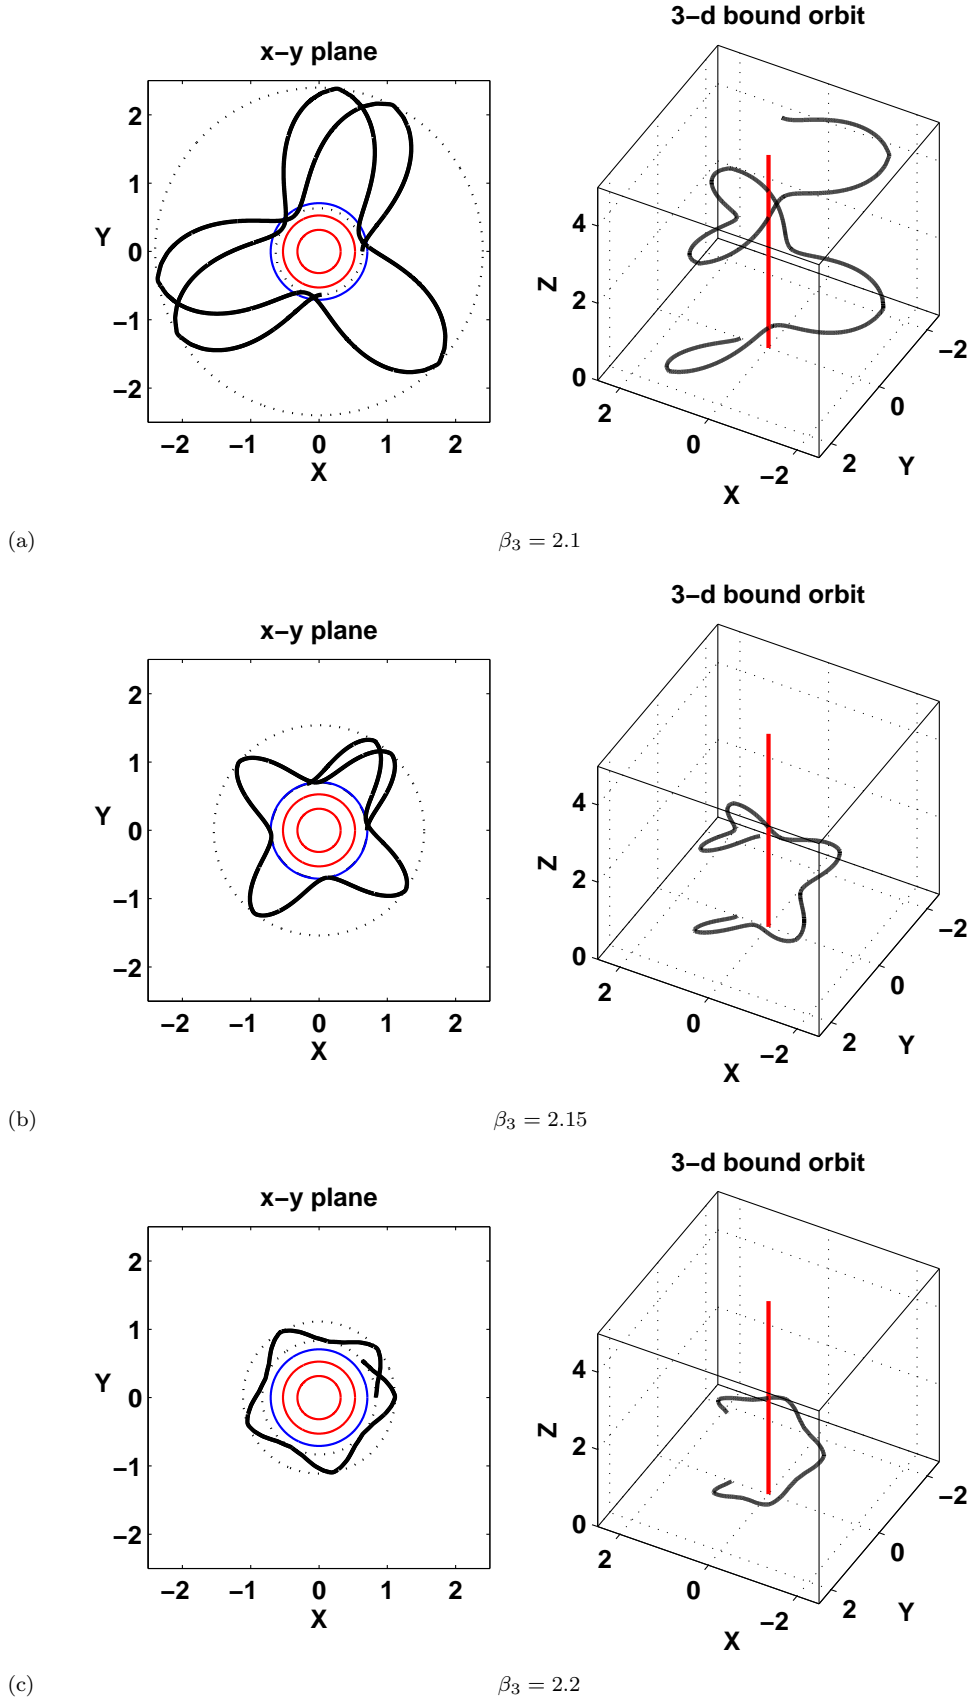 3−d bound orbit
x−y plane
2
1
Y 0
−1
−2
−2 −1 0 1 2
X
Z
4
2
0
2
0
−2
X
2
0
−2
Y
(a) β₃ = 2.1
3−d bound orbit
x−y plane
2
1
Y 0
−1
−2
−2 −1 0 1 2
X
Z
4
2
0
2
0
−2
X
2
0
−2
Y
(b) β₃ = 2.15
3−d bound orbit
x−y plane
2
1
Y 0
−1
−2
−2 −1 0 1 2
X
Z
4
2
0
2
0
−2
X
2
0
−2
Y
(c) β₃ = 2.2